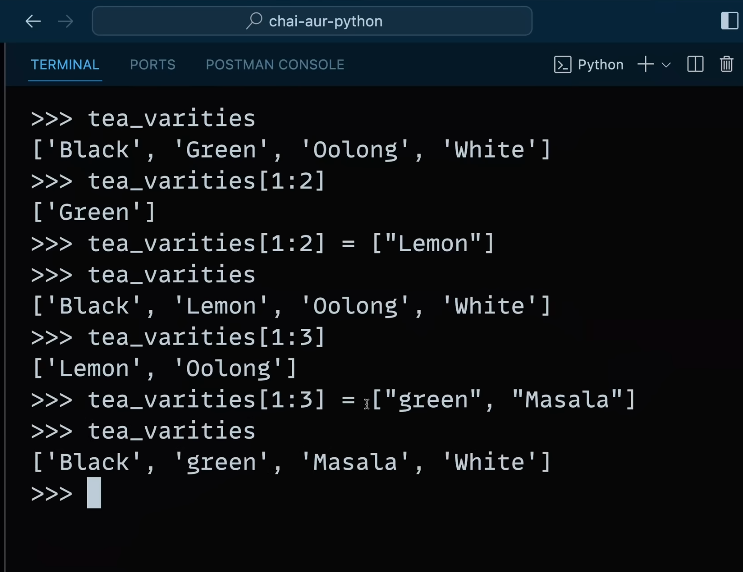 chai-aur-python
TERMINAL PORTS POSTMAN CONSOLE Python
>>> tea_varities
['Black', 'Green', 'Oolong', 'White']
>>> tea_varities[1:2]
['Green']
>>> tea_varities[1:2] = ["Lemon"]
>>> tea_varities
['Black', 'Lemon', 'Oolong', 'White']
>>> tea_varities[1:3]
['Lemon', 'Oolong']
>>> tea_varities[1:3] = ["green", "Masala"]
>>> tea_varities
['Black', 'green', 'Masala', 'White']
>>>